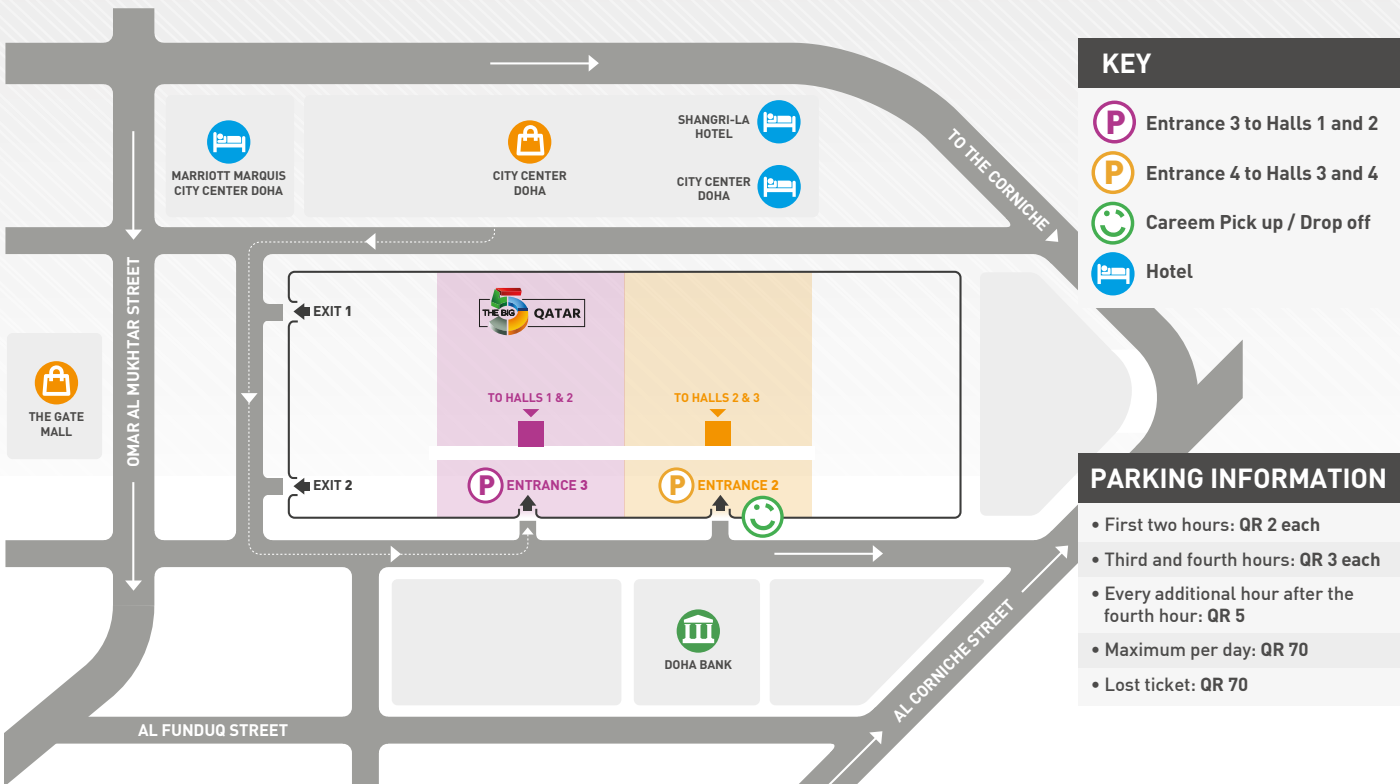 SHANGRI-LA
HOTEL
MARRIOTT MARQUIS
CITY CENTER DOHA
CITY CENTER
DOHA
CITY CENTER
DOHA
TO THE CORNICHE
OMAR AL MUKHTAR STREET
THE GATE
MALL
EXIT 1
THE BIG 5 QATAR
TO HALLS 1 & 2
TO HALLS 2 & 3
EXIT 2
P ENTRANCE 3
P ENTRANCE 2
DOHA BANK
AL CORNICHE STREET
AL FUNDUQ STREET
KEY
P Entrance 3 to Halls 1 and 2
P Entrance 4 to Halls 3 and 4
Careem Pick up / Drop off
Hotel
PARKING INFORMATION
• First two hours: QR 2 each
• Third and fourth hours: QR 3 each
• Every additional hour after the
fourth hour: QR 5
• Maximum per day: QR 70
• Lost ticket: QR 70